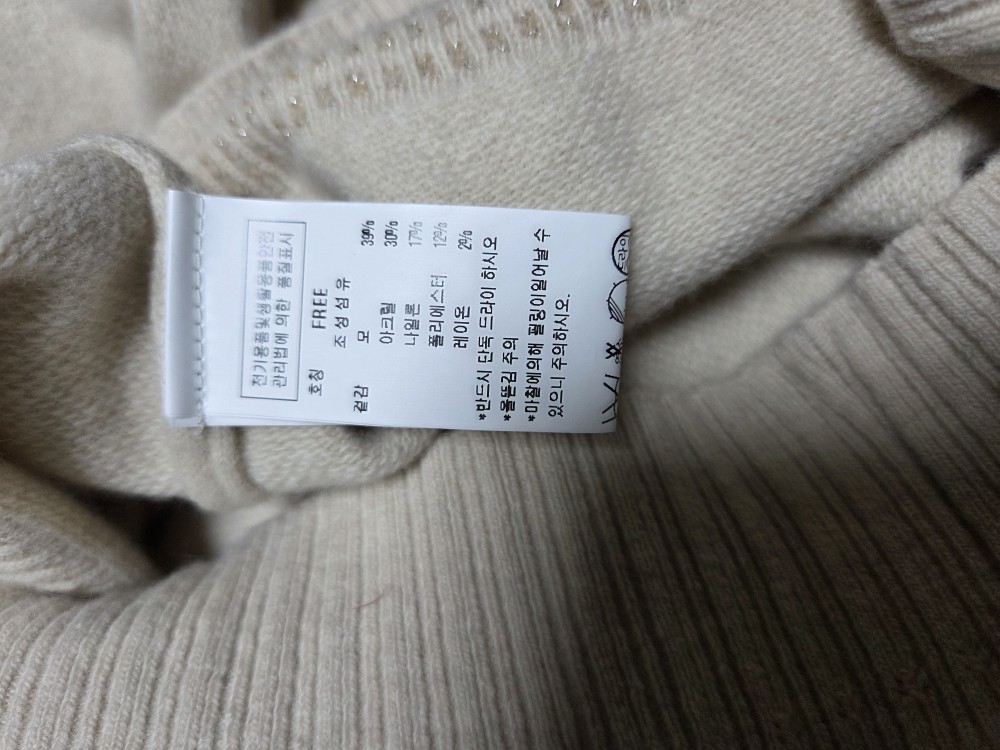 전기용품및생활용품안전
관리법에 의한 품질표시
호칭 FREE
조성섬유
겉감 모 39%
아크릴 30%
나일론 17%
폴리에스터 12%
레이온 2%
*반드시 단독 드라이 하시오
*올뜯김 주의
*마찰에의해 필링이일어날 수
있으니 주의하시오.
드라이